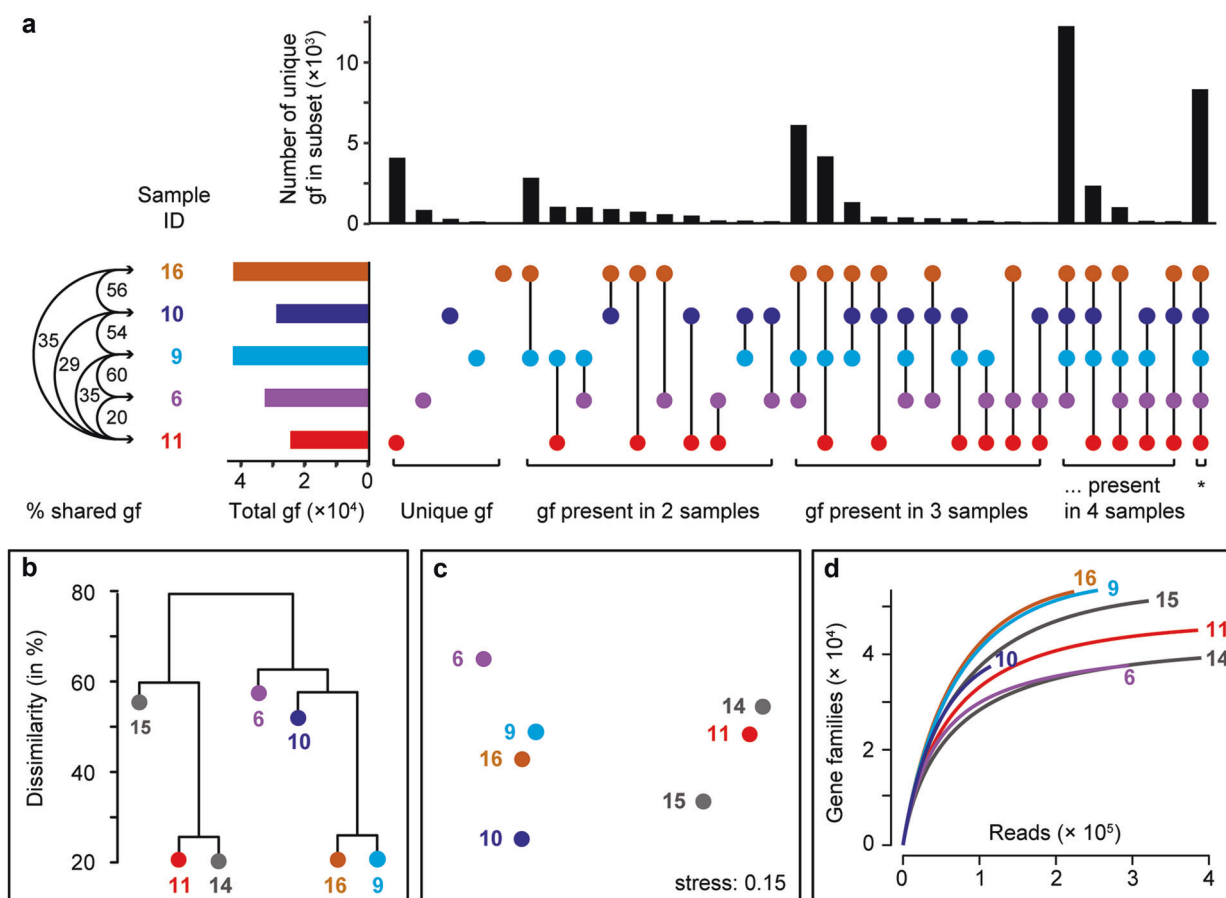 a
Number of unique
gf in subset (×10³)
10
5
0
Sample
ID
16
10
9
6
11
56
54
60
20
35
29
35
4 2 0
% shared gf
Total gf (×10⁴)
Unique gf
gf present in 2 samples
gf present in 3 samples
... present
in 4 samples
*
b
Dissimilarity (in %)
80
60
40
20
15
6
10
11
14
16
9
c
6
9
16
10
14
11
15
stress: 0.15
d
Gene families (× 10⁴)
4
2
0
16
9
15
11
10
14
6
Reads (× 10⁵)
0 1 2 3 4